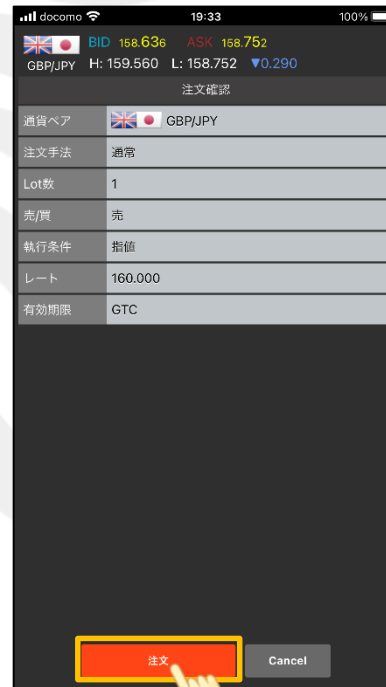 docomo 19:33 100%
BID 158.636 ASK 158.752
GBP/JPY H: 159.560 L: 158.752 ▼0.290
注文確認
通貨ペア GBP/JPY
注文手法 通常
Lot数 1
売/買 売
執行条件 指値
レート 160.000
有効期限 GTC
注文 Cancel